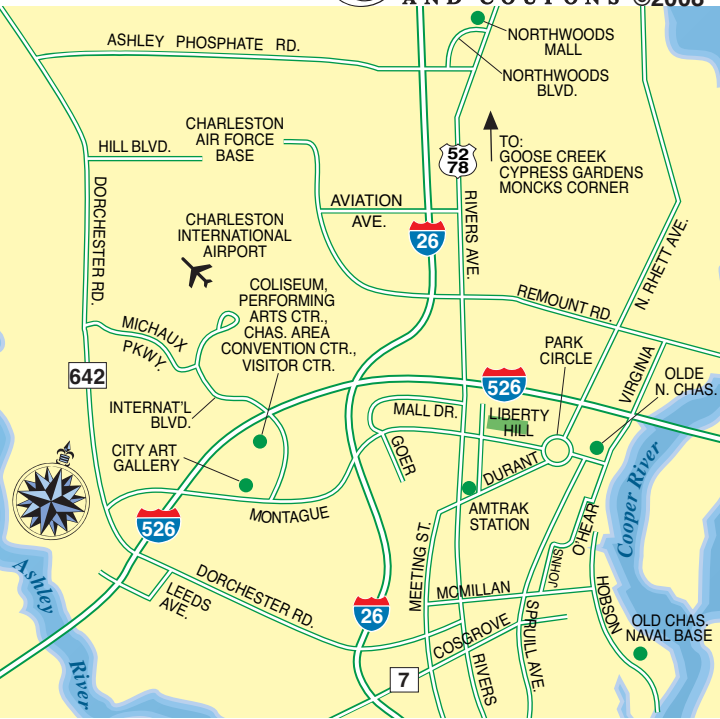 AND COUPONS ©2008
NORTHWOODS
MALL
ASHLEY PHOSPHATE RD.
NORTHWOODS
BLVD.
CHARLESTON
AIR FORCE
BASE
HILL BLVD.
52
78
TO:
GOOSE CREEK
CYPRESS GARDENS
MONCKS CORNER
DORCHESTER RD.
AVIATION
AVE.
RIVERS AVE.
N. RHETT AVE.
CHARLESTON
INTERNATIONAL
AIRPORT
26
COLISEUM,
PERFORMING
ARTS CTR.,
CHAS. AREA
CONVENTION CTR.,
VISITOR CTR.
REMOUNT RD.
MICHAUX
PKWY.
PARK
CIRCLE
VIRGINIA
OLDE
N. CHAS.
642
526
INTERNAT'L
BLVD.
MALL DR.
LIBERTY
HILL
GOER
CITY ART
GALLERY
DURANT
Cooper River
MONTAGUE
AMTRAK
STATION
526
MEETING ST.
O'HEAR
JOHNS
Ashley
River
LEEDS
AVE.
DORCHESTER RD.
MCMILLAN
HOBSON
26
COSGROVE
SPRUILL AVE.
OLD CHAS.
NAVAL BASE
7
RIVERS